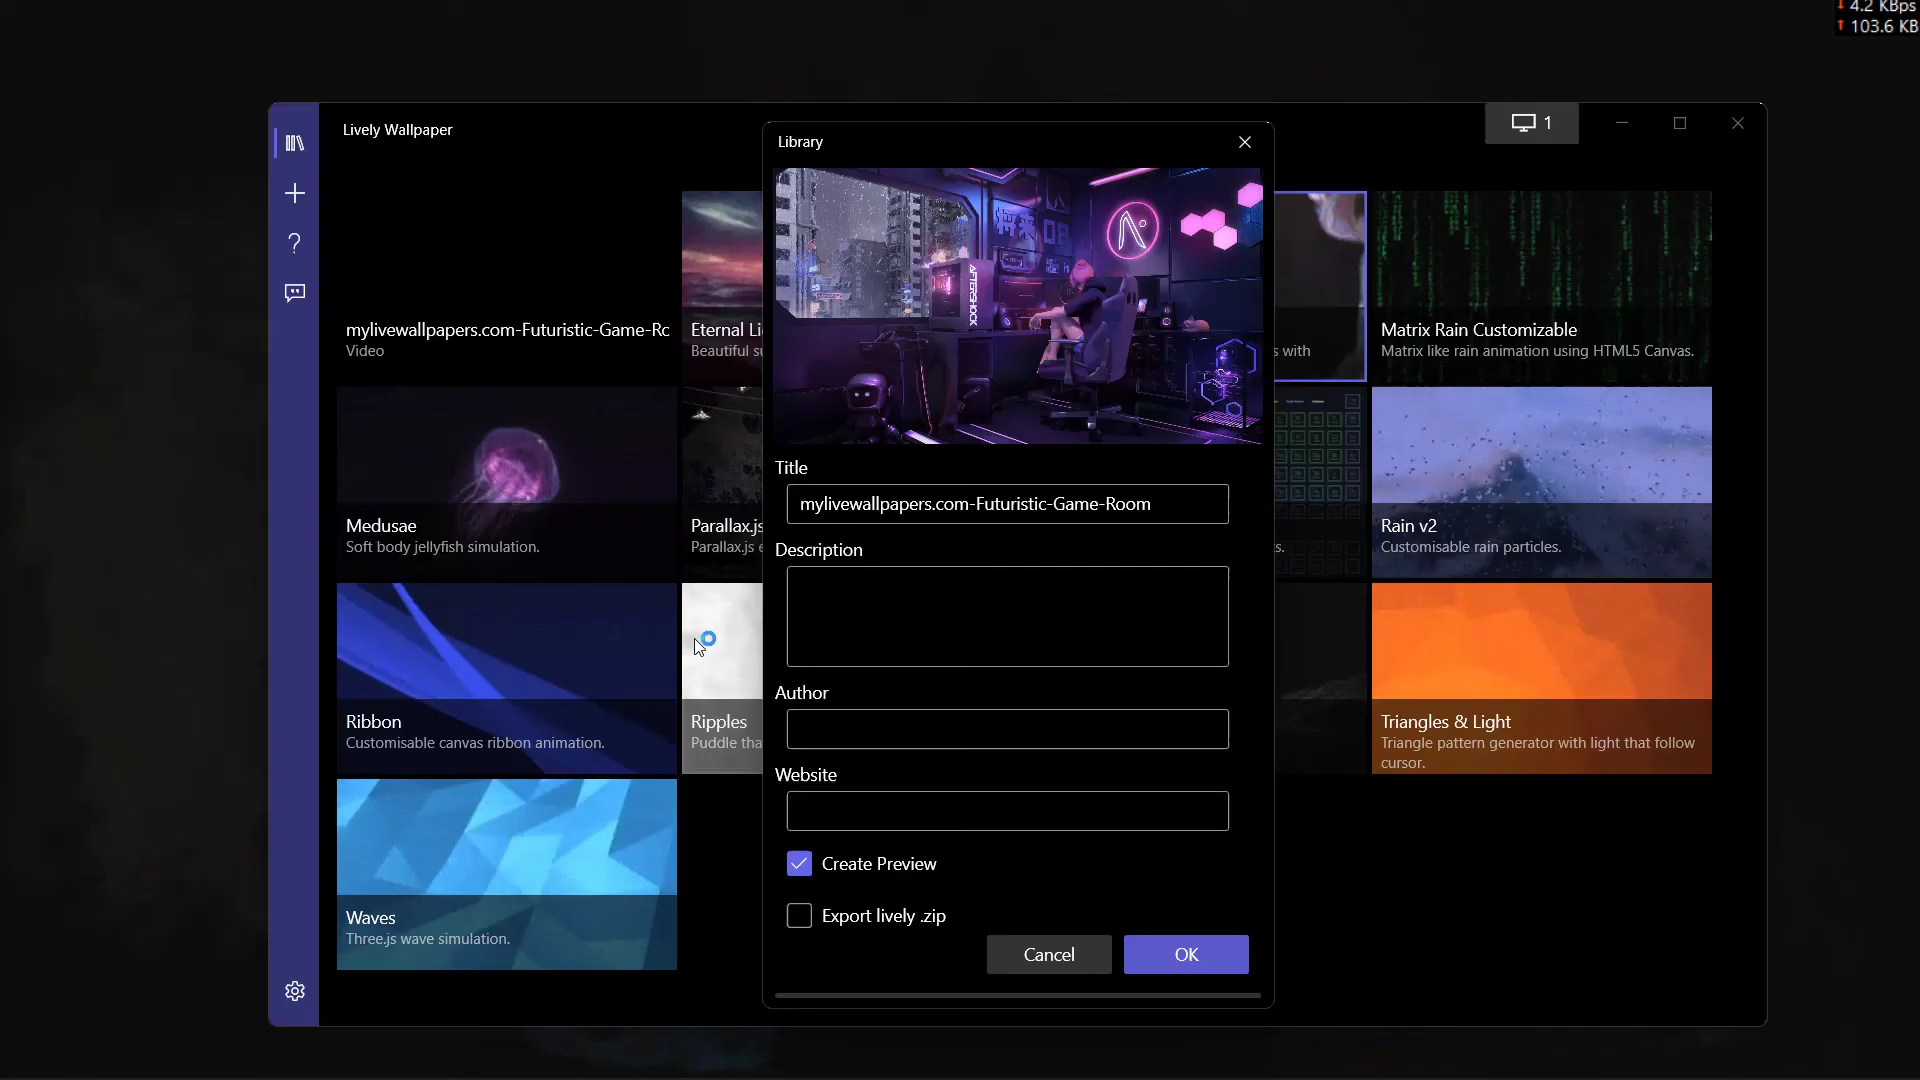 4.2 KBps
103.6 KB
Lively Wallpaper
1
Library
将来
AFTERSHOCK
mylivewallpapers.com-Futuristic-Game-Rc
Video
Eternal Li
Beautiful su
s with
Matrix Rain Customizable
Matrix like rain animation using HTML5 Canvas.
Title
mylivewallpapers.com-Futuristic-Game-Room
Medusae
Soft body jellyfish simulation.
Parallax.js
Parallax.js e
s.
Rain v2
Customisable rain particles.
Description
Author
Ribbon
Customisable canvas ribbon animation.
Ripples
Puddle tha
Triangles & Light
Triangle pattern generator with light that follow
cursor.
Website
Create Preview
Export lively .zip
Waves
Three.js wave simulation.
Cancel
OK